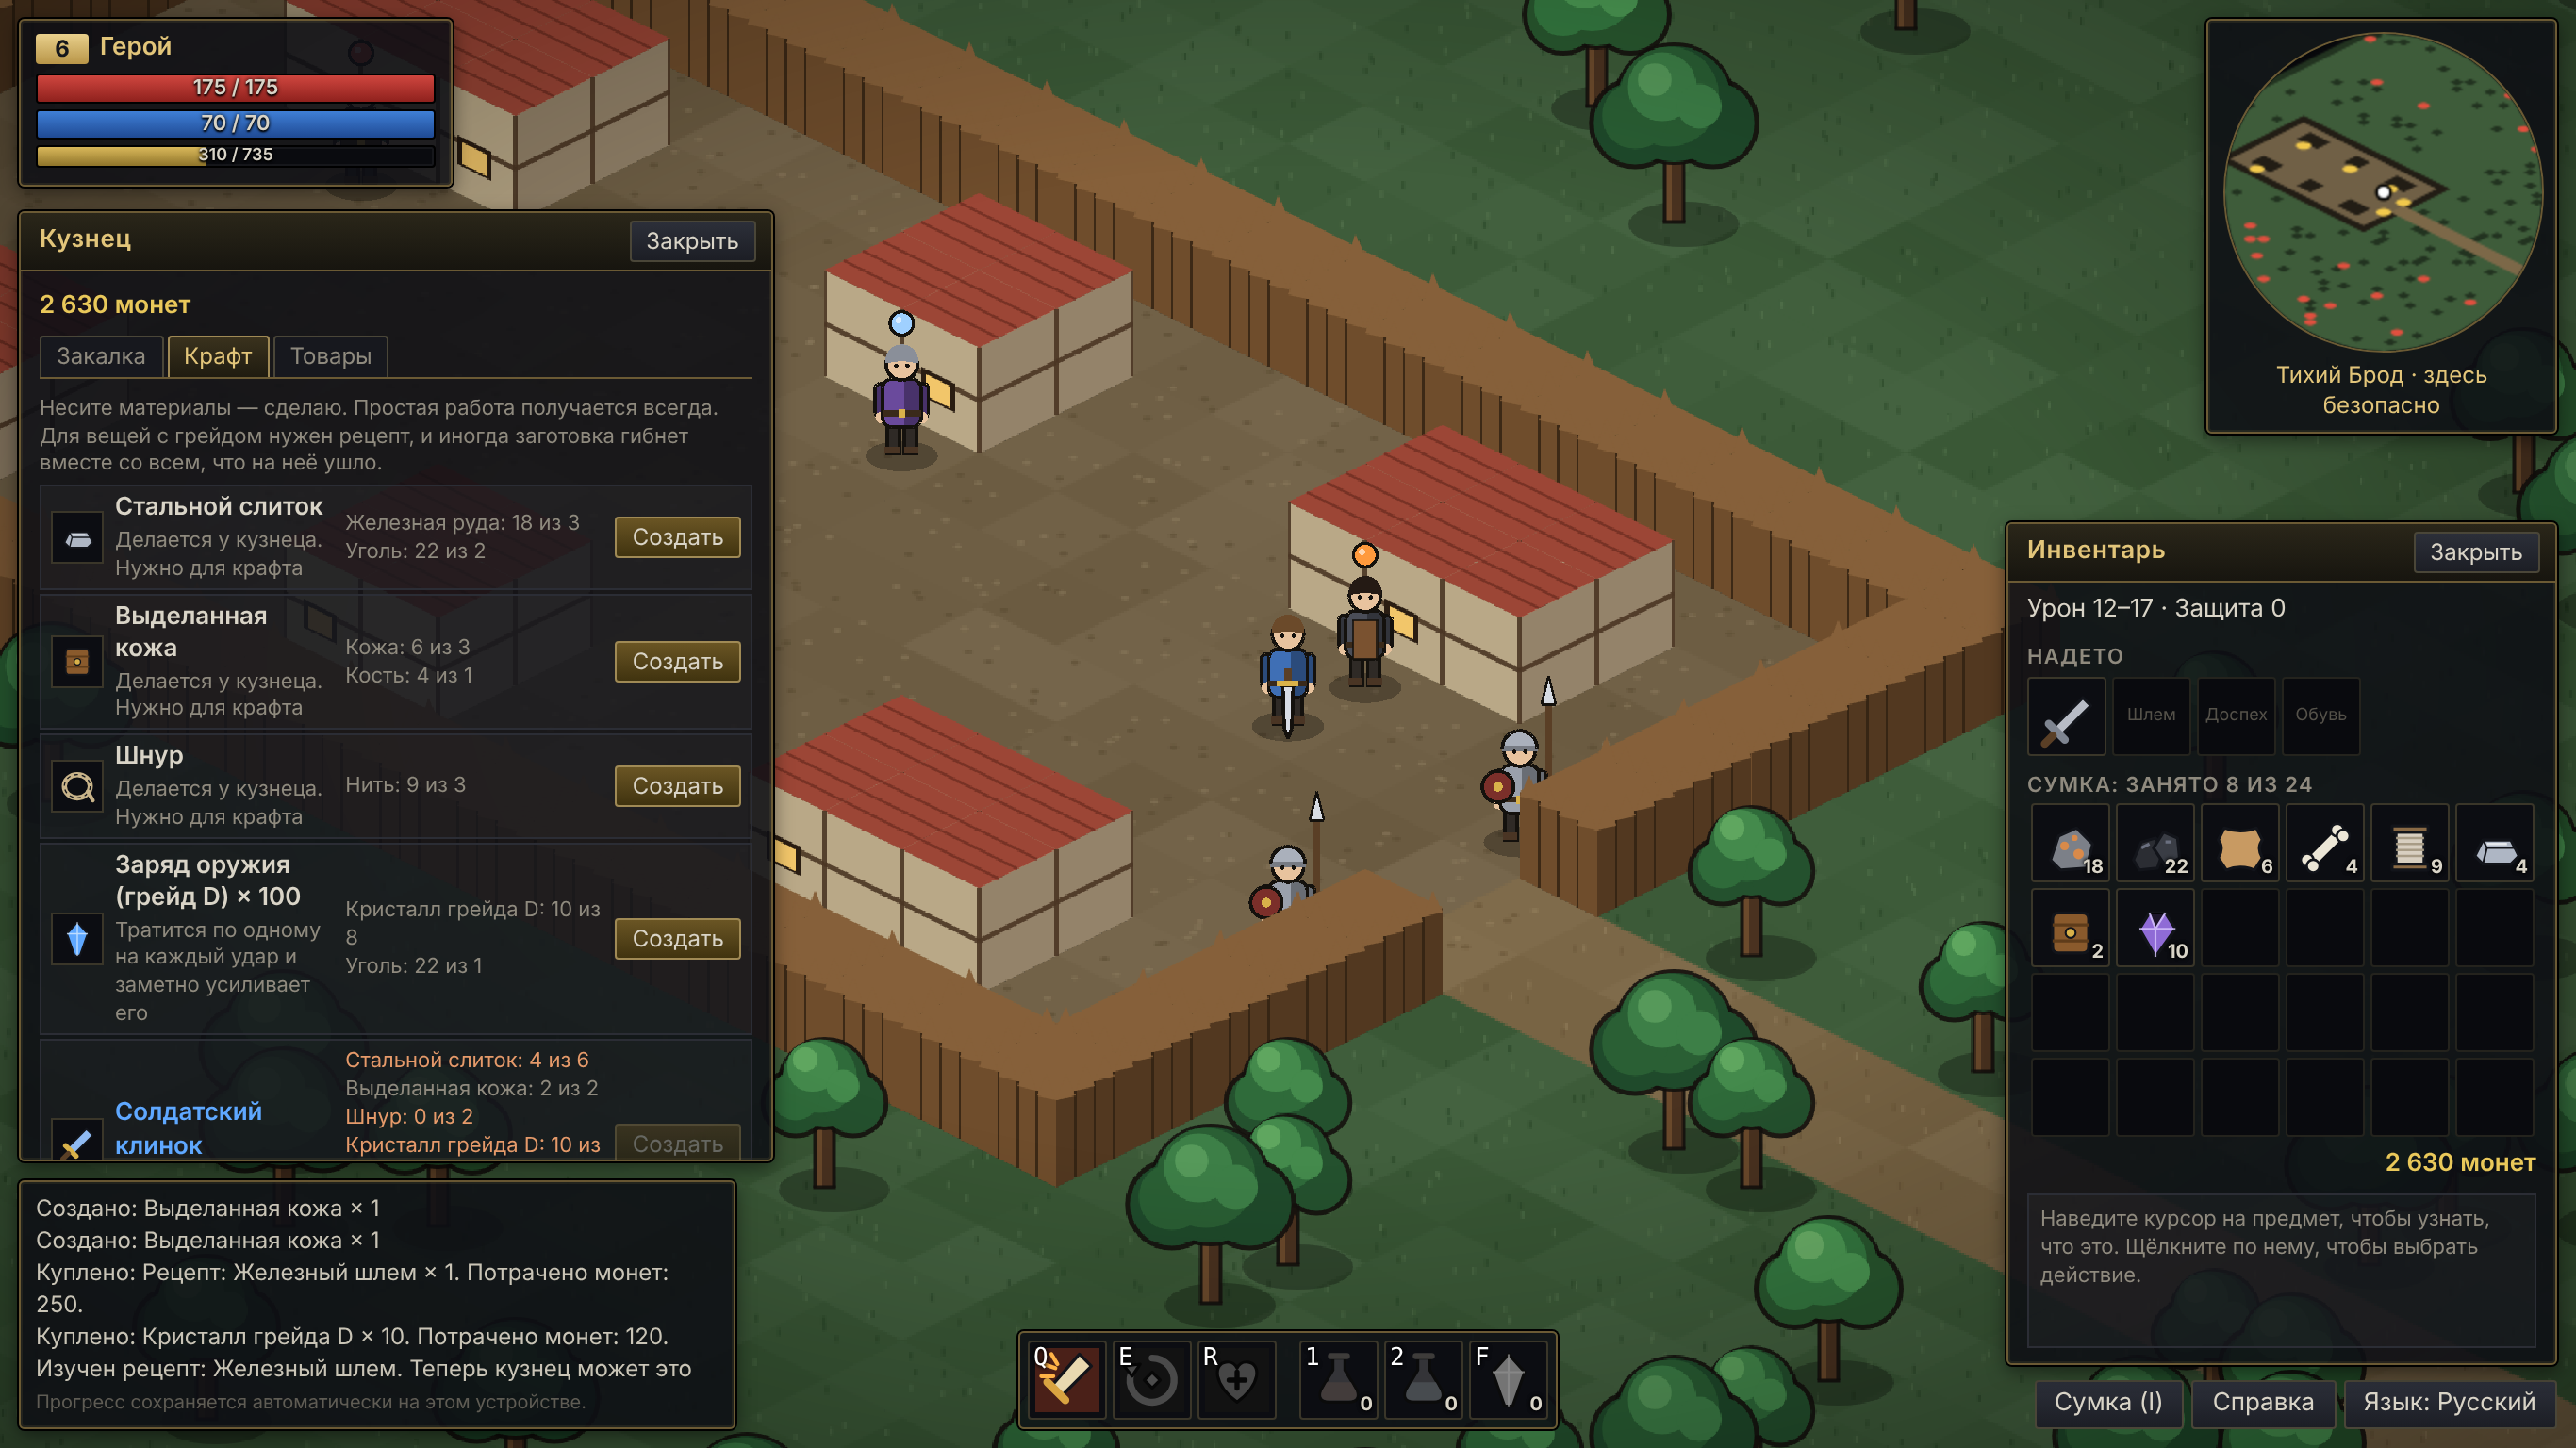 6 Герой
175 / 175
70 / 70
310 / 735
Кузнец
Закрыть
2 630 монет
Закалка
Крафт
Товары
Несите материалы — сделаю. Простая работа получается всегда.
Для вещей с грейдом нужен рецепт, и иногда заготовка гибнет
вместе со всем, что на неё ушло.
Стальной слиток
Делается у кузнеца.
Нужно для крафта
Железная руда: 18 из 3
Уголь: 22 из 2
Создать
Выделанная
кожа
Делается у кузнеца.
Нужно для крафта
Кожа: 6 из 3
Кость: 4 из 1
Создать
Шнур
Делается у кузнеца.
Нужно для крафта
Нить: 9 из 3
Создать
Заряд оружия
(грейд D) × 100
Тратится по одному
на каждый удар и
заметно усиливает
его
Кристалл грейда D: 10 из
8
Уголь: 22 из 1
Создать
Солдатский
клинок
Стальной слиток: 4 из 6
Выделанная кожа: 2 из 2
Шнур: 0 из 2
Кристалл грейда D: 10 из
Создать
Создано: Выделанная кожа × 1
Создано: Выделанная кожа × 1
Куплено: Рецепт: Железный шлем × 1. Потрачено монет:
250.
Куплено: Кристалл грейда D × 10. Потрачено монет: 120.
Изучен рецепт: Железный шлем. Теперь кузнец может это
Прогресс сохраняется автоматически на этом устройстве.
Q
E
R
1
0
2
0
F
0
Тихий Брод · здесь
безопасно
Инвентарь
Закрыть
Урон 12–17 · Защита 0
НАДЕТО
Шлем
Доспех
Обувь
СУМКА: ЗАНЯТО 8 ИЗ 24
18
22
6
4
9
4
2
10
2 630 монет
Наведите курсор на предмет, чтобы узнать,
что это. Щёлкните по нему, чтобы выбрать
действие.
Сумка (I)
Справка
Язык: Русский